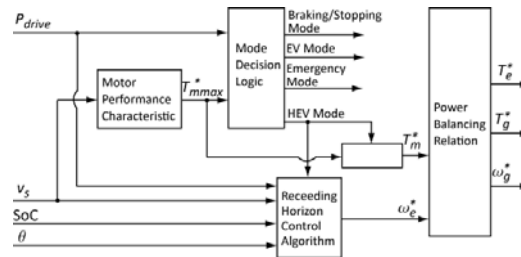 P_drive
Braking/Stopping
Mode
EV Mode
Emergency
Mode
HEV Mode
Mode
Decision
Logic
Motor
Performance
Characteristic
T*_mmax
T*_m
Power
Balancing
Relation
T*_e
T*_g
ω*_g
v_s
SoC
θ
Receeding
Horizon
Control
Algorithm
ω*_e